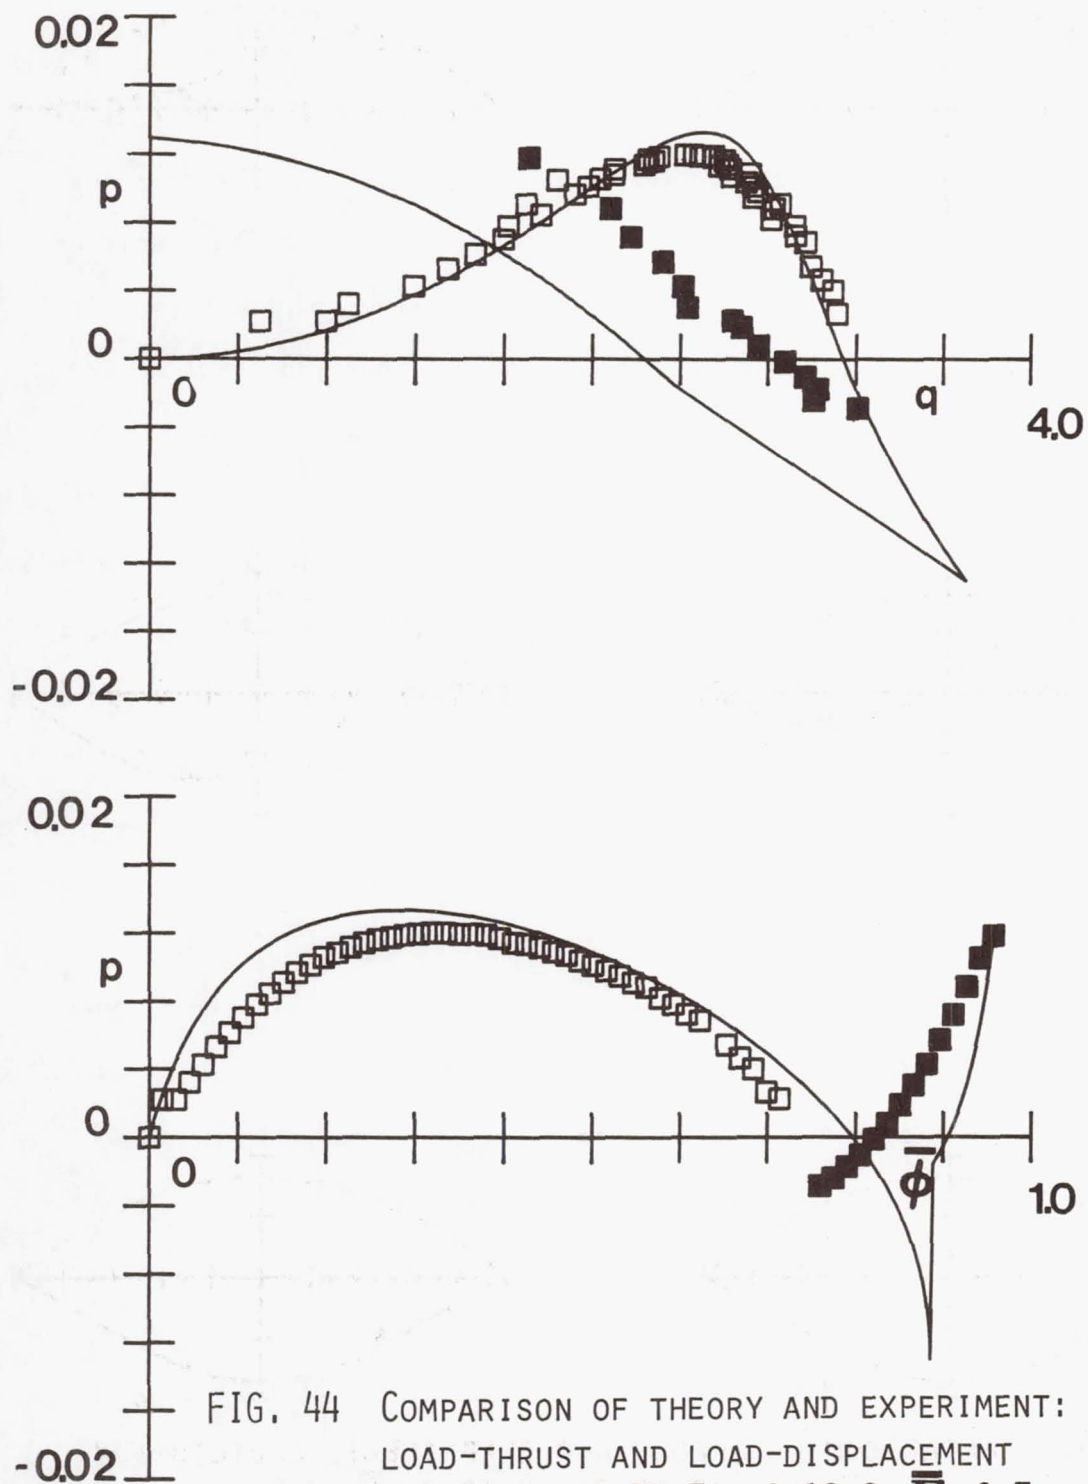 0.02
p
0
0
q
4.0
-0.02
0.02
p
0
0
ϕ̅
1.0
FIG. 44 COMPARISON OF THEORY AND EXPERIMENT:
LOAD-THRUST AND LOAD-DISPLACEMENT
-0.02